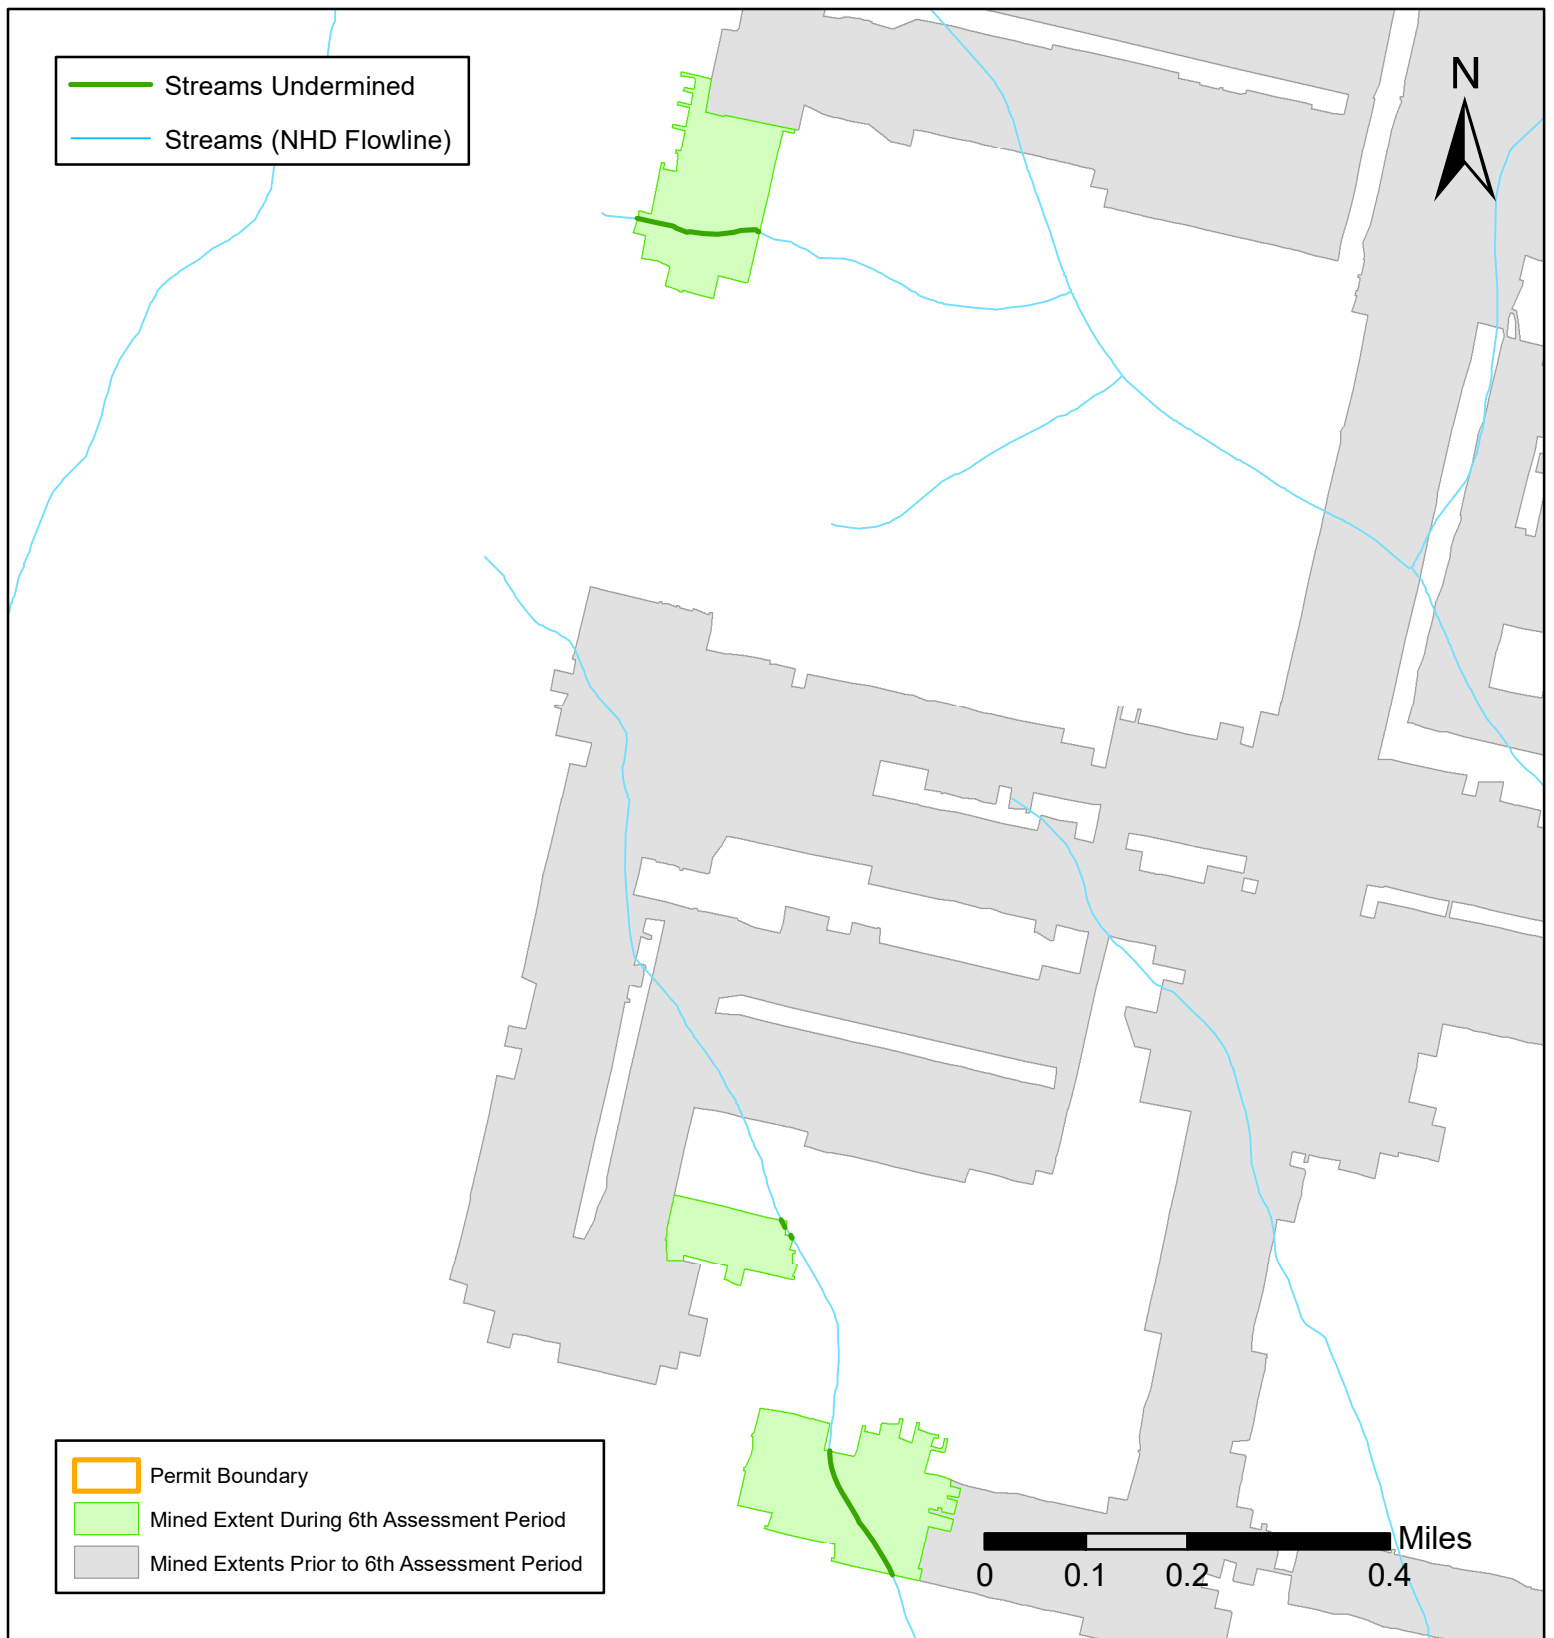 Streams Undermined
Streams (NHD Flowline)
N
Permit Boundary
Mined Extent During 6th Assessment Period
Mined Extents Prior to 6th Assessment Period
Miles
0 0.1 0.2 0.4